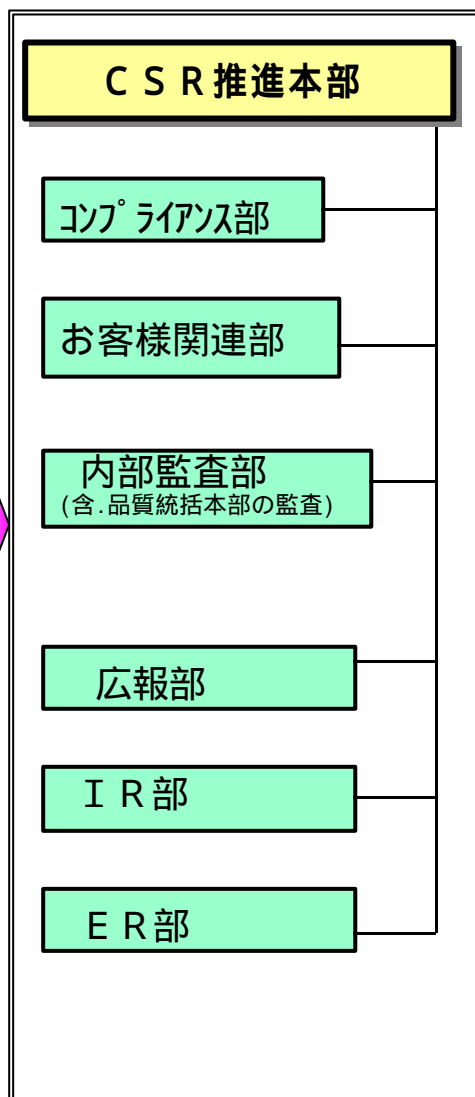 ＣＳＲ推進本部
ｺﾝﾌﾟﾗｲｱﾝｽ部
お客様関連部
内部監査部
(含.品質統括本部の監査)
広報部
ＩＲ部
ＥＲ部